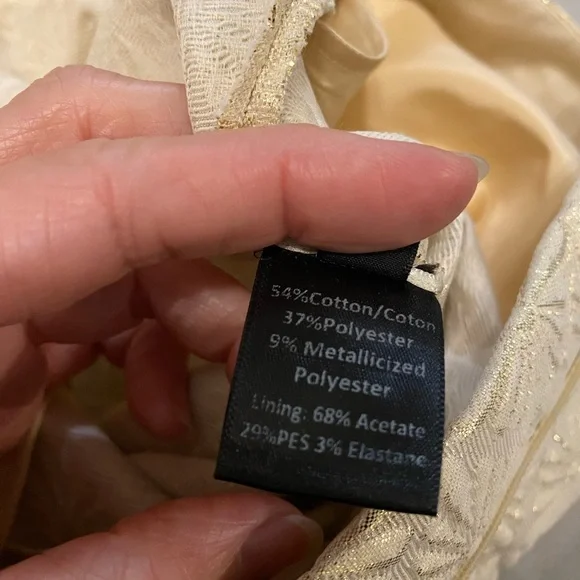 54%Cotton/Coton
37%Polyester
9% Metallicized
Polyester
Lining: 68% Acetate
29%PES 3% Elastane